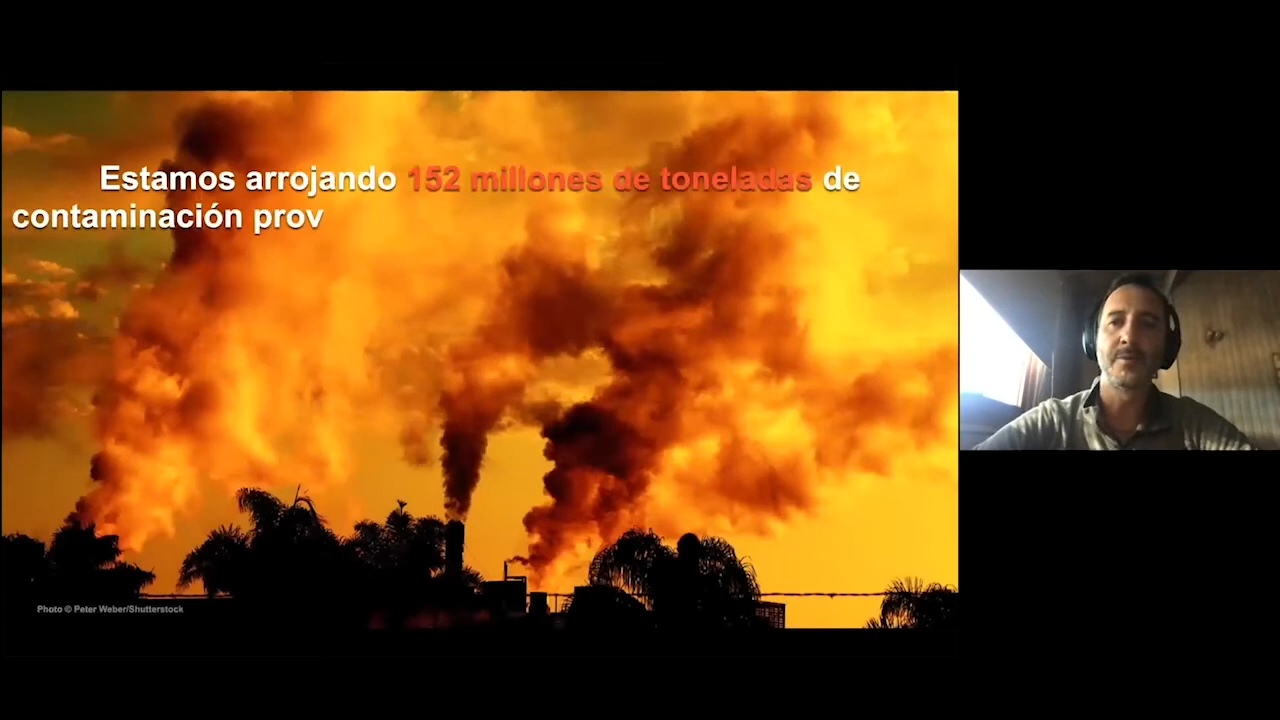 Estamos arrojando 152 millones de toneladas de
contaminación prov
Photo © Peter Weber/Shutterstock